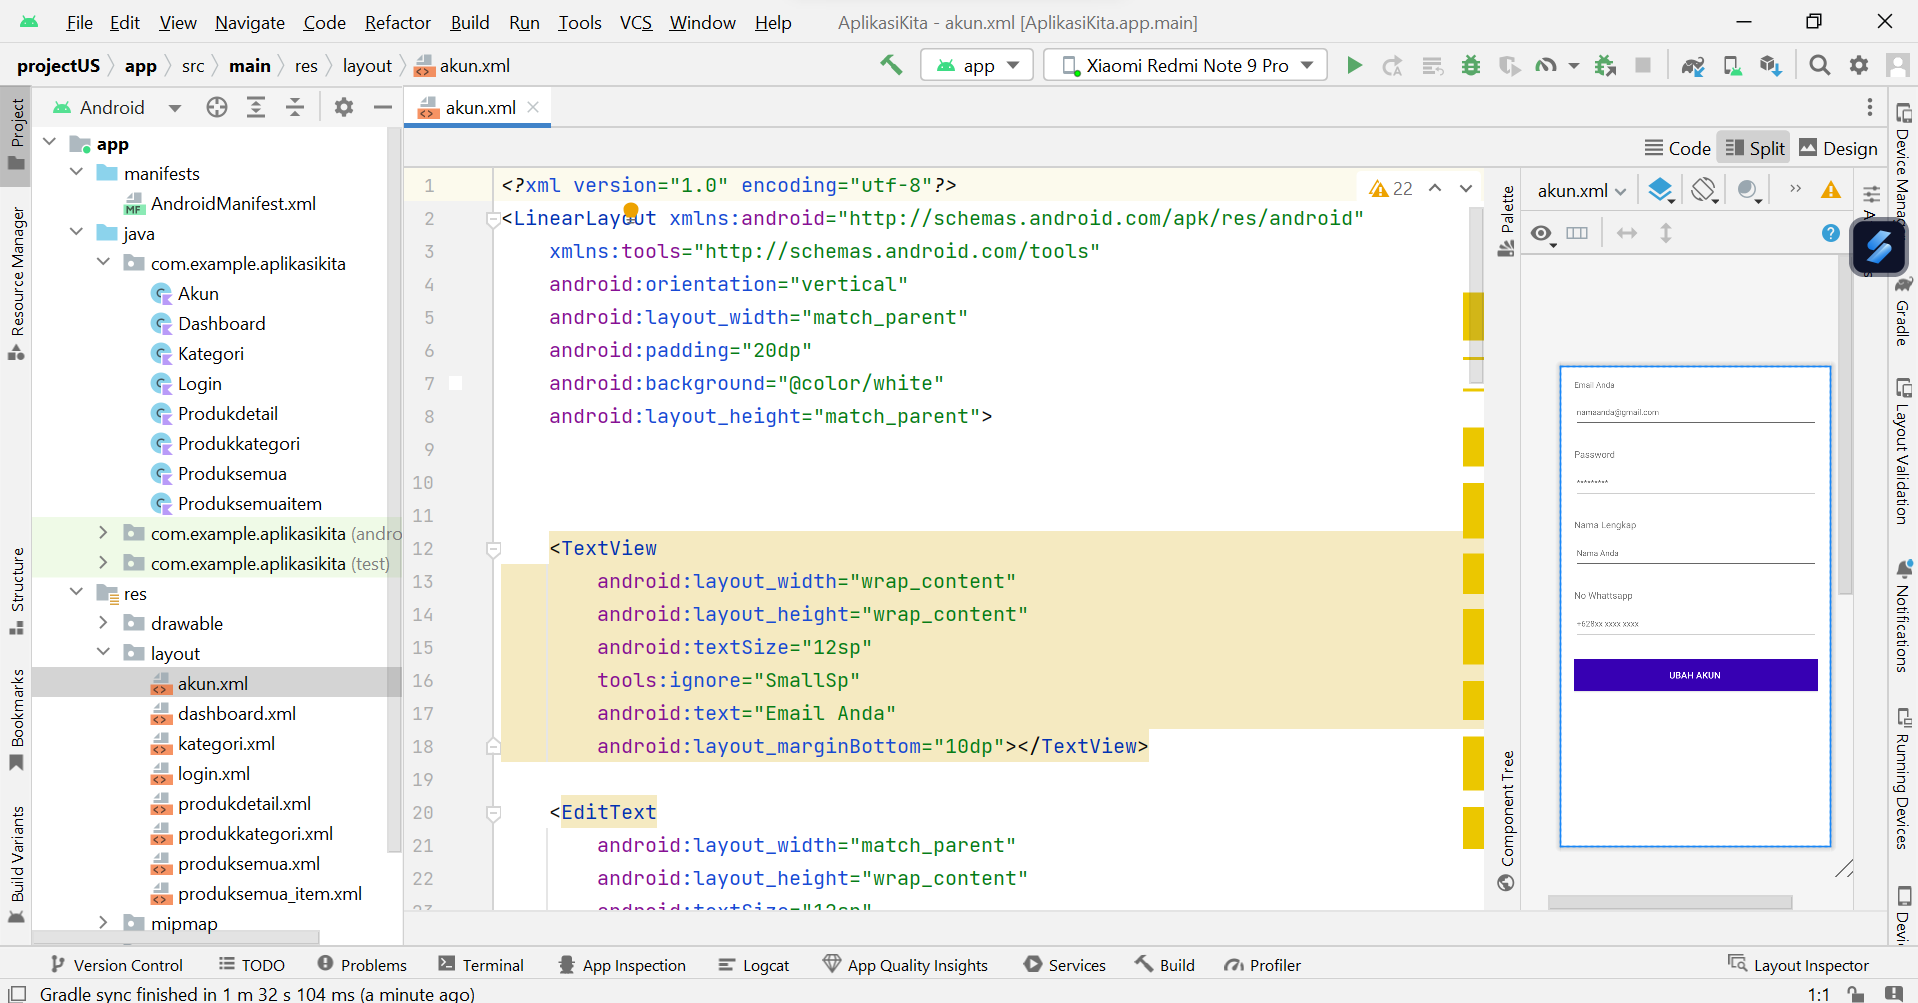 File Edit View Navigate Code Refactor Build Run Tools VCS Window Help AplikasiKita - akun.xml [AplikasiKita.app.main]
projectUS app src main res layout akun.xml
app
Xiaomi Redmi Note 9 Pro
Android
akun.xml
Code Split Design
Project
Resource Manager
Structure
Bookmarks
Build Variants
app
manifests
AndroidManifest.xml
java
com.example.aplikasikita
Akun
Dashboard
Kategori
Login
Produkdetail
Produkkategori
Produksemua
Produksemuaitem
com.example.aplikasikita (andro
com.example.aplikasikita (test)
res
drawable
layout
akun.xml
dashboard.xml
kategori.xml
login.xml
produkdetail.xml
produkkategori.xml
produksemua.xml
produksemua_item.xml
mipmap
22
1 <?xml version="1.0" encoding="utf-8"?>
2 <LinearLayout xmlns:android="http://schemas.android.com/apk/res/android"
3 xmlns:tools="http://schemas.android.com/tools"
4 android:orientation="vertical"
5 android:layout_width="match_parent"
6 android:padding="20dp"
7 android:background="@color/white"
8 android:layout_height="match_parent">
9
10
11
12 <TextView
13 android:layout_width="wrap_content"
14 android:layout_height="wrap_content"
15 android:textSize="12sp"
16 tools:ignore="SmallSp"
17 android:text="Email Anda"
18 android:layout_marginBottom="10dp"></TextView>
19
20 <EditText
21 android:layout_width="match_parent"
22 android:layout_height="wrap_content"
23 android:textSize="12sp"
Palette
Component Tree
akun.xml
Email Anda
namaanda@gmail.com
Password
*********
Nama Lengkap
Nama Anda
No Whattsapp
+628xx xxxx xxxx
UBAH AKUN
Device Manag
Gradle
Layout Validation
Notifications
Running Devices
Devi
Version Control TODO Problems Terminal App Inspection Logcat App Quality Insights Services Build Profiler Layout Inspector
Gradle sync finished in 1 m 32 s 104 ms (a minute ago)
1:1